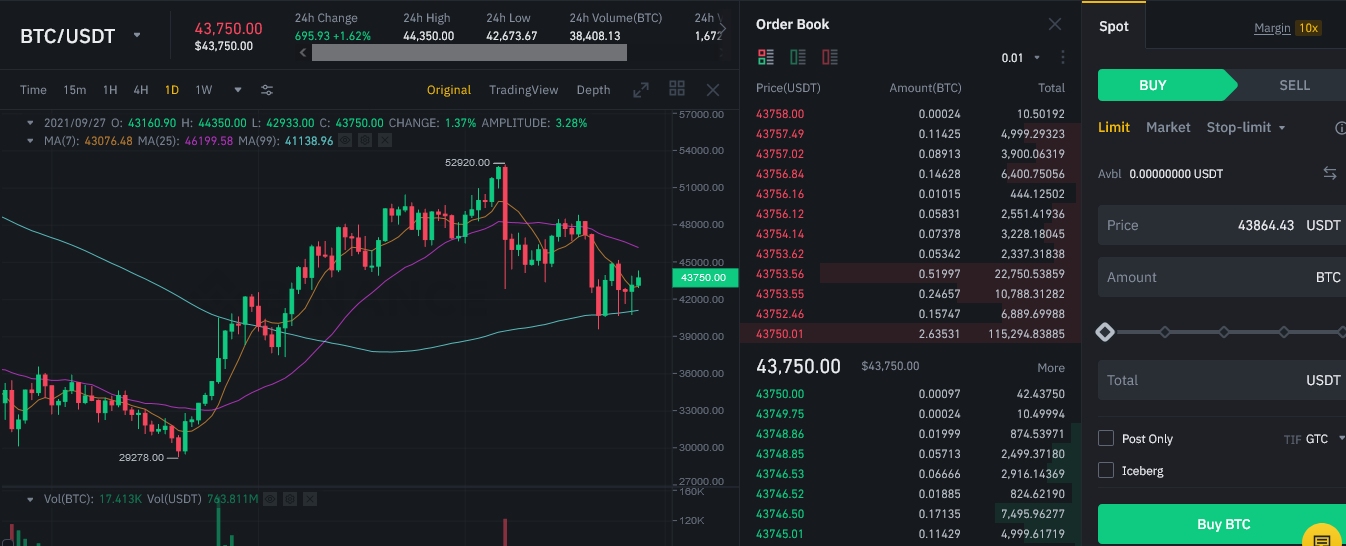 BTC/USDT
43,750.00
$43,750.00
24h Change
695.93 +1.62%
24h High
44,350.00
24h Low
42,673.67
24h Volume(BTC)
38,408.13
24h
1,672
Time 15m 1H 4H 1D 1W
Original TradingView Depth
2021/09/27 O: 43160.90 H: 44350.00 L: 42933.00 C: 43750.00 CHANGE: 1.37% AMPLITUDE: 3.28%
MA(7): 43076.48 MA(25): 46199.58 MA(99): 41138.96
52920.00
29278.00
57000.00
54000.00
51000.00
48000.00
45000.00
43750.00
42000.00
39000.00
36000.00
33000.00
30000.00
27000.00
Vol(BTC): 17.413K Vol(USDT) 763.811M
160K
120K
Order Book
0.01
Price(USDT) Amount(BTC) Total
43758.00 0.00024 10.50192
43757.49 0.11425 4,999.29323
43757.02 0.08913 3,900.06319
43756.84 0.14628 6,400.75056
43756.16 0.01015 444.12502
43756.12 0.05831 2,551.41936
43754.14 0.07378 3,228.18045
43753.62 0.05342 2,337.31838
43753.56 0.51997 22,750.53859
43753.55 0.24657 10,788.31282
43752.46 0.15747 6,889.69988
43750.01 2.63531 115,294.83885
43,750.00 $43,750.00 More
43750.00 0.00097 42.43750
43749.75 0.00024 10.49994
43748.86 0.01999 874.53971
43748.85 0.05713 2,499.37180
43746.53 0.06666 2,916.14369
43746.52 0.01885 824.62190
43746.50 0.17135 7,495.96277
43745.01 0.11429 4,999.61719
Spot
Margin 10x
BUY SELL
Limit Market Stop-limit
Avbl 0.00000000 USDT
Price 43864.43 USDT
Amount BTC
Total USDT
Post Only TIF GTC
Iceberg
Buy BTC